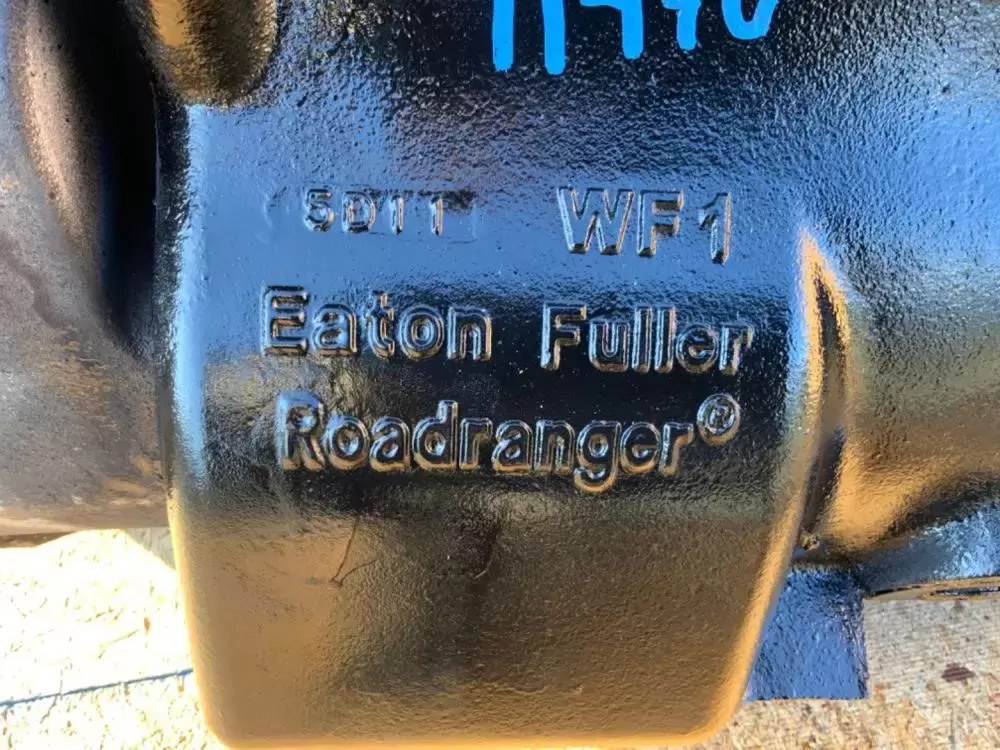 5D11 WF1
Eaton Fuller
Roadranger®